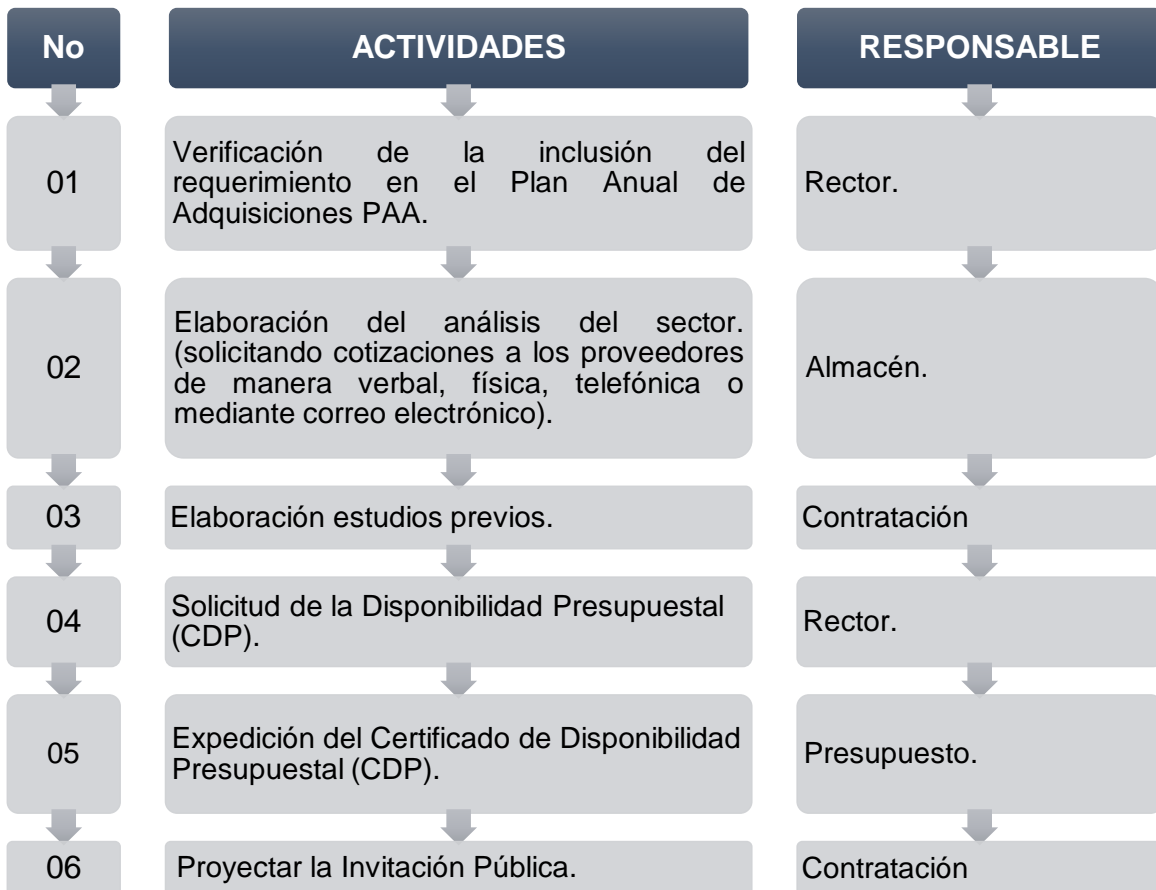 No
ACTIVIDADES
RESPONSABLE
01
Verificación de la inclusión del
requerimiento en el Plan Anual de
Adquisiciones PAA.
Rector.
02
Elaboración del análisis del sector.
(solicitando cotizaciones a los proveedores
de manera verbal, física, telefónica o
mediante correo electrónico).
Almacén.
03
Elaboración estudios previos.
Contratación
04
Solicitud de la Disponibilidad Presupuestal
(CDP).
Rector.
05
Expedición del Certificado de Disponibilidad
Presupuestal (CDP).
Presupuesto.
06
Proyectar la Invitación Pública.
Contratación